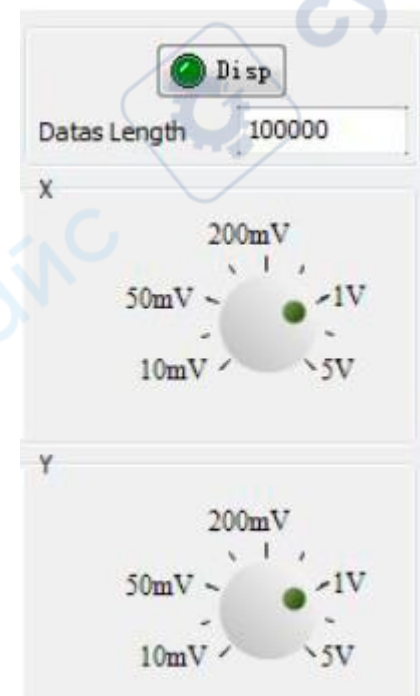 Disp
Datas Length 100000
X
200mV
50mV 1V
10mV 5V
Y
200mV
50mV 1V
10mV 5V